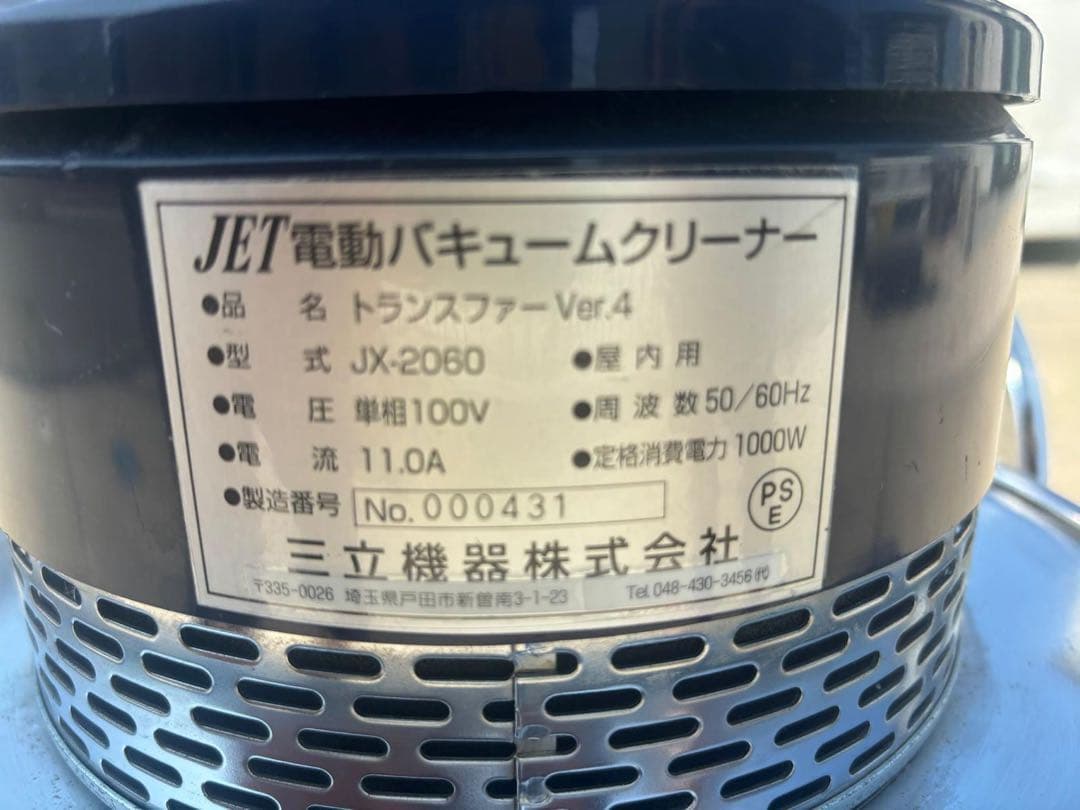 JET電動バキュームクリーナー
●品 名 トランスファーVer.4
●型 式 JX-2060 ●屋内用
●電 圧 単相100V ●周波数50/60Hz
●電 流 11.0A ●定格消費電力1000W
●製造番号 No.000431
PS
E
三立機器株式会社
〒335-0026 埼玉県戸田市新曽南3-1-23 Tel.048-430-3456㈹